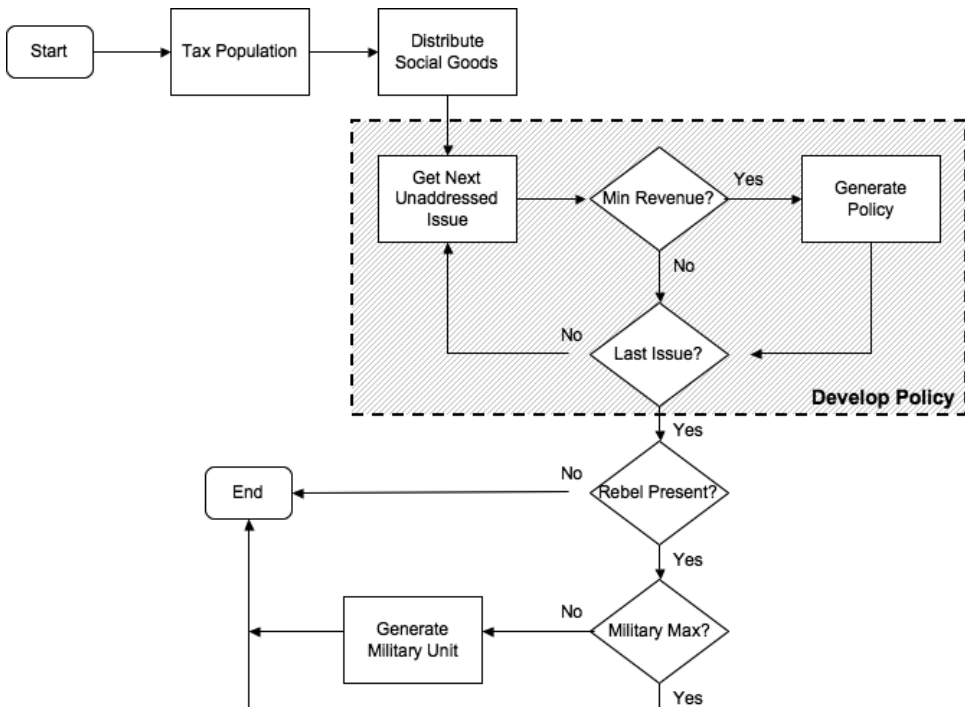 Start
Tax Population
Distribute
Social Goods
Get Next
Unaddressed
Issue
Min Revenue?
Yes
Generate
Policy
No
No
Last Issue?
Develop Policy
Yes
End
No
Rebel Present?
Yes
Generate
Military Unit
No
Military Max?
Yes